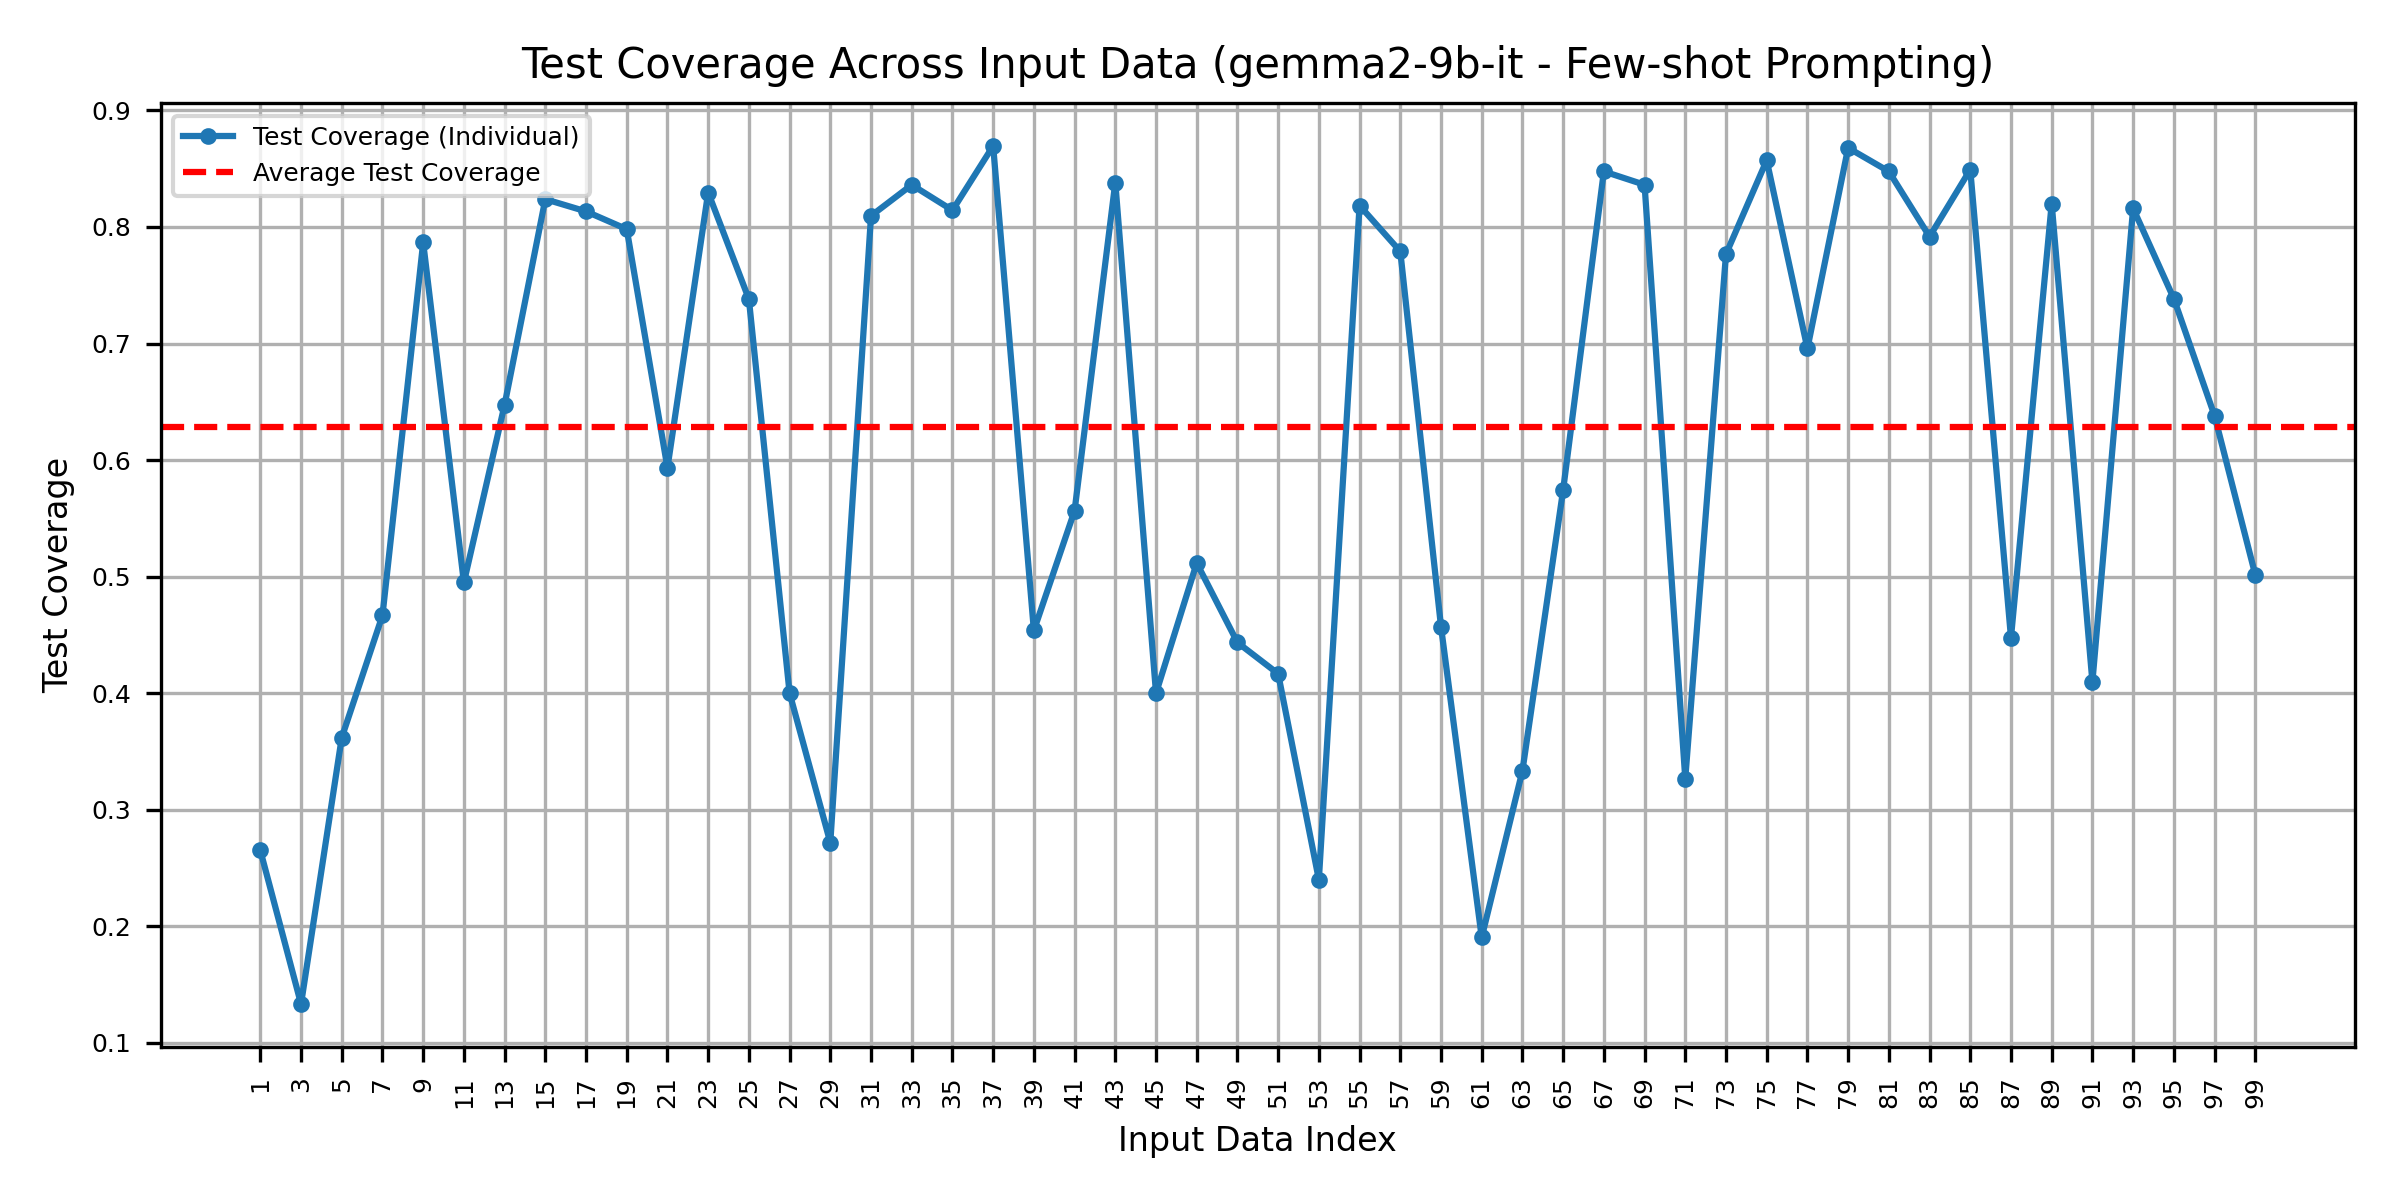 Test Coverage Across Input Data (gemma2-9b-it - Few-shot Prompting)
Test Coverage (Individual)
Average Test Coverage
Test Coverage
0.9
0.8
0.7
0.6
0.5
0.4
0.3
0.2
0.1
1 3 5 7 9 11 13 15 17 19 21 23 25 27 29 31 33 35 37 39 41 43 45 47 49 51 53 55 57 59 61 63 65 67 69 71 73 75 77 79 81 83 85 87 89 91 93 95 97 99
Input Data Index